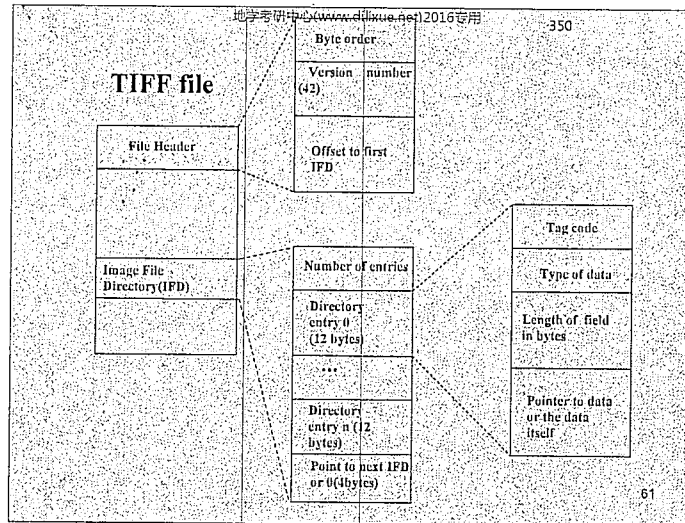 地学考研中心(www.dilixue.net)2016专用
350
TIFF file
File Header
Image File
Directory(IFD)
Byte order
Version number
(42)
Offset to first
IFD
Number of entries
Directory
entry 0
(12 bytes)
...
Directory
entry n (12
bytes)
Point to next IFD
or 0(4bytes)
Tag code
Type of data
Length of field
in bytes
Pointer to data
or the data
itself
61